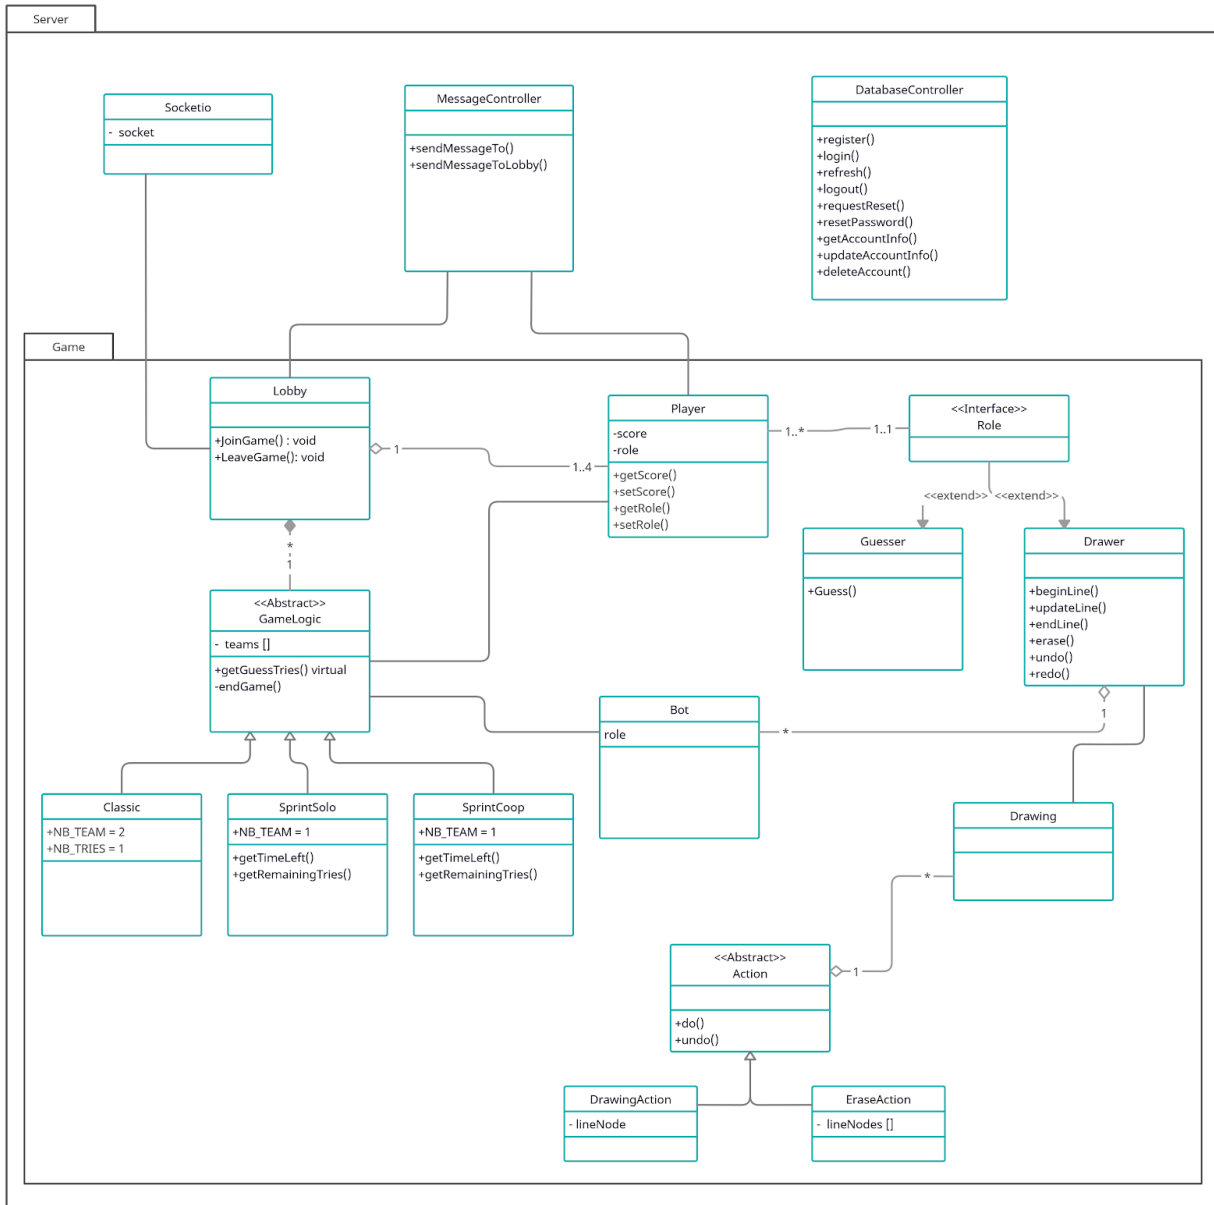 Server
Socketio
- socket
MessageController
+sendMessageTo()
+sendMessageToLobby()
DatabaseController
+register()
+login()
+refresh()
+logout()
+requestReset()
+resetPassword()
+getAccountInfo()
+updateAccountInfo()
+deleteAccount()
Game
Lobby
+JoinGame() : void
+LeaveGame(): void
1
1..4
Player
-score
-role
+getScore()
+setScore()
+getRole()
+setRole()
1..*
1..1
<<Interface>>
Role
<<extend>>
<<extend>>
Guesser
+Guess()
Drawer
+beginLine()
+updateLine()
+endLine()
+erase()
+undo()
+redo()
*
1
<<Abstract>>
GameLogic
- teams []
+getGuessTries() virtual
-endGame()
Bot
role
*
1
Classic
+NB_TEAM = 2
+NB_TRIES = 1
SprintSolo
+NB_TEAM = 1
+getTimeLeft()
+getRemainingTries()
SprintCoop
+NB_TEAM = 1
+getTimeLeft()
+getRemainingTries()
Drawing
*
1
<<Abstract>>
Action
+do()
+undo()
DrawingAction
- lineNode
EraseAction
- lineNodes []